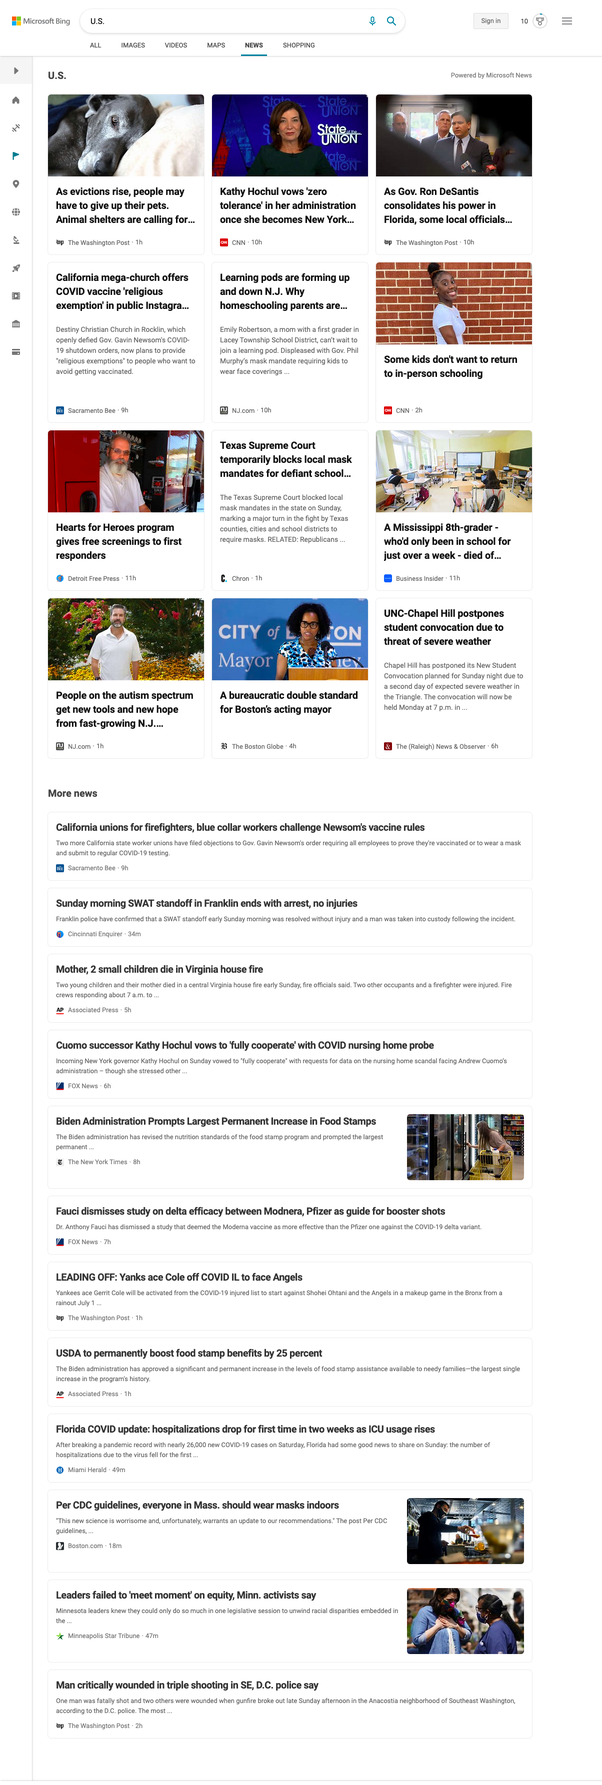 Microsoft Bing
U.S.
Sign in
10
ALL
IMAGES
VIDEOS
MAPS
NEWS
SHOPPING
U.S.
Powered by Microsoft News
As evictions rise, people may
have to give up their pets.
Animal shelters are calling for...
The Washington Post · 1h
State of the
UNION
Kathy Hochul vows 'zero
tolerance' in her administration
once she becomes New York...
CNN · 10h
As Gov. Ron DeSantis
consolidates his power in
Florida, some local officials...
The Washington Post · 10h
California mega-church offers
COVID vaccine 'religious
exemption' in public Instagra...
Destiny Christian Church in Rocklin, which
openly defied Gov. Gavin Newsom's COVID-
19 shutdown orders, now plans to provide
"religious exemptions" to people who want to
avoid getting vaccinated.
Sacramento Bee · 9h
Learning pods are forming up
and down N.J. Why
homeschooling parents are...
Emily Robertson, a mom with a first grader in
Lacey Township School District, can't wait to
join a learning pod. Displeased with Gov. Phil
Murphy's mask mandate requiring kids to
wear face coverings ...
NJ.com · 10h
Some kids don't want to return
to in-person schooling
CNN · 2h
Hearts for Heroes program
gives free screenings to first
responders
Detroit Free Press · 11h
Texas Supreme Court
temporarily blocks local mask
mandates for defiant school...
The Texas Supreme Court blocked local
mask mandates in the state on Sunday,
marking a major turn in the fight by Texas
counties, cities and school districts to
require masks. RELATED: Republicans ...
Chron · 1h
A Mississippi 8th-grader -
who'd only been in school for
just over a week - died of...
Business Insider · 11h
People on the autism spectrum
get new tools and new hope
from fast-growing N.J....
NJ.com · 1h
CITY of
Mayor
A bureaucratic double standard
for Boston's acting mayor
The Boston Globe · 4h
UNC-Chapel Hill postpones
student convocation due to
threat of severe weather
Chapel Hill has postponed its New Student
Convocation planned for Sunday night due to
a second day of expected severe weather in
the Triangle. The convocation will now be
held Monday at 7 p.m. in ...
The (Raleigh) News & Observer · 6h
More news
California unions for firefighters, blue collar workers challenge Newsom's vaccine rules
Two more California state worker unions have filed objections to Gov. Gavin Newsom's order requiring all employees to prove they're vaccinated or to wear a mask
and submit to regular COVID-19 testing.
Sacramento Bee · 9h
Sunday morning SWAT standoff in Franklin ends with arrest, no injuries
Franklin police have confirmed that a SWAT standoff early Sunday morning was resolved without injury and a man was taken into custody following the incident.
Cincinnati Enquirer · 34m
Mother, 2 small children die in Virginia house fire
Two young children and their mother died in a central Virginia house fire early Sunday, fire officials said. Two other occupants and a firefighter were injured. Fire
crews responding about 7 a.m. to ...
AP Associated Press · 5h
Cuomo successor Kathy Hochul vows to 'fully cooperate' with COVID nursing home probe
Incoming New York governor Kathy Hochul on Sunday vowed to "fully cooperate" with requests for data on the nursing home scandal facing Andrew Cuomo's
administration – though she stressed other ...
FOX News · 6h
Biden Administration Prompts Largest Permanent Increase in Food Stamps
The Biden administration has revised the nutrition standards of the food stamp program and prompted the largest
permanent ...
The New York Times · 8h
Fauci dismisses study on delta efficacy between Modnera, Pfizer as guide for booster shots
Dr. Anthony Fauci has dismissed a study that deemed the Moderna vaccine as more effective than the Pfizer one against the COVID-19 delta variant.
FOX News · 7h
LEADING OFF: Yanks ace Cole off COVID IL to face Angels
Yankees ace Gerrit Cole will be activated from the COVID-19 injured list to start against Shohei Ohtani and the Angels in a makeup game in the Bronx from a
rainout July 1 ...
The Washington Post · 1h
USDA to permanently boost food stamp benefits by 25 percent
The Biden administration has approved a significant and permanent increase in the levels of food stamp assistance available to needy families—the largest single
increase in the program's history.
AP Associated Press · 1h
Florida COVID update: hospitalizations drop for first time in two weeks as ICU usage rises
After breaking a pandemic record with nearly 26,000 new COVID-19 cases on Saturday, Florida had some good news to share on Sunday: the number of
hospitalizations due to the virus fell for the first ...
Miami Herald · 49m
Per CDC guidelines, everyone in Mass. should wear masks indoors
"This new science is worrisome and, unfortunately, warrants an update to our recommendations." The post Per CDC
guidelines, ...
Boston.com · 18m
Leaders failed to 'meet moment' on equity, Minn. activists say
Minnesota leaders knew they could only do so much in one legislative session to unwind racial disparities embedded in
the ...
Minneapolis Star Tribune · 47m
Man critically wounded in triple shooting in SE, D.C. police say
One man was fatally shot and two others were wounded when gunfire broke out late Sunday afternoon in the Anacostia neighborhood of Southeast Washington,
according to the D.C. police. The most ...
The Washington Post · 2h